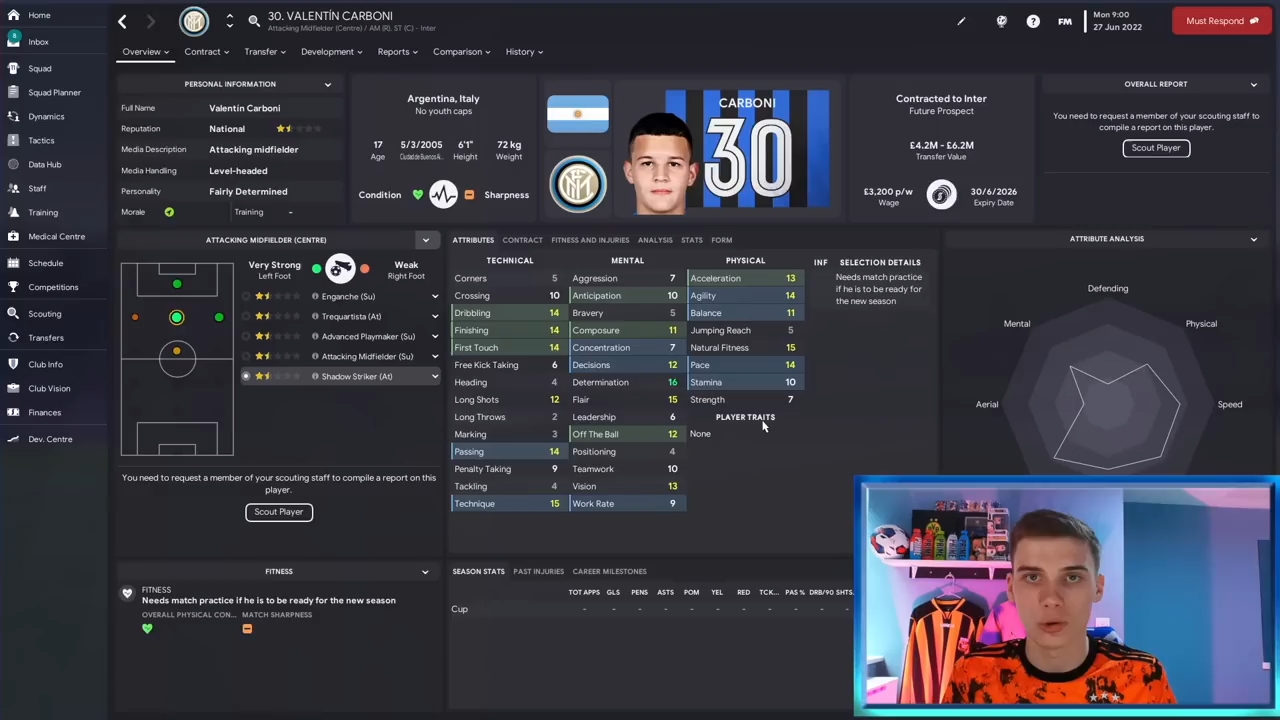 Home
8
Inbox
Squad
Squad Planner
Dynamics
Tactics
Data Hub
Staff
Training
Medical Centre
Schedule
Competitions
Scouting
Transfers
Club Info
Club Vision
Finances
Dev. Centre
30. VALENTÍN CARBONI
Attacking Midfielder (Centre) / AM (R), ST (C) - Inter
FM
Mon 9:00
27 Jun 2022
Must Respond
Overview
Contract
Transfer
Development
Reports
Comparison
History
PERSONAL INFORMATION
Full Name Valentín Carboni
Reputation National
Media Description Attacking midfielder
Media Handling Level-headed
Personality Fairly Determined
Morale Training -
Argentina, Italy
No youth caps
17 5/3/2005 6'1" 72 kg
Age Ciudad de Buenos A... Height Weight
Condition Sharpness
CARBONI
30
Contracted to Inter
Future Prospect
£4.2M - £6.2M
Transfer Value
£3,200 p/w 30/6/2026
Wage Expiry Date
OVERALL REPORT
You need to request a member of your scouting staff to
compile a report on this player.
Scout Player
ATTACKING MIDFIELDER (CENTRE)
Very Strong Weak
Left Foot Right Foot
Enganche (Su)
Trequartista (At)
Advanced Playmaker (Su)
Attacking Midfielder (Su)
Shadow Striker (At)
You need to request a member of your scouting staff to compile a report on this
player.
Scout Player
ATTRIBUTES CONTRACT FITNESS AND INJURIES ANALYSIS STATS FORM
TECHNICAL MENTAL PHYSICAL
Corners 5 Aggression 7 Acceleration 13
Crossing 10 Anticipation 10 Agility 14
Dribbling 14 Bravery 5 Balance 11
Finishing 14 Composure 11 Jumping Reach 5
First Touch 14 Concentration 7 Natural Fitness 15
Free Kick Taking 6 Decisions 12 Pace 14
Heading 4 Determination 16 Stamina 10
Long Shots 12 Flair 15 Strength 7
Long Throws 2 Leadership 6 PLAYER TRAITS
Marking 3 Off The Ball 12 None
Passing 14 Positioning 4
Penalty Taking 9 Teamwork 10
Tackling 4 Vision 13
Technique 15 Work Rate 9
INF SELECTION DETAILS
Needs match practice
if he is to be ready for
the new season
ATTRIBUTE ANALYSIS
Defending
Mental Physical
Aerial Speed
FITNESS
FITNESS
Needs match practice if he is to be ready for the new season
OVERALL PHYSICAL CON... MATCH SHARPNESS
SEASON STATS PAST INJURIES CAREER MILESTONES
TOT APPS GLS PENS ASTS POM YEL RED TCK... PAS % DRB/90 SHT..
Cup - - - - - - - - - - -